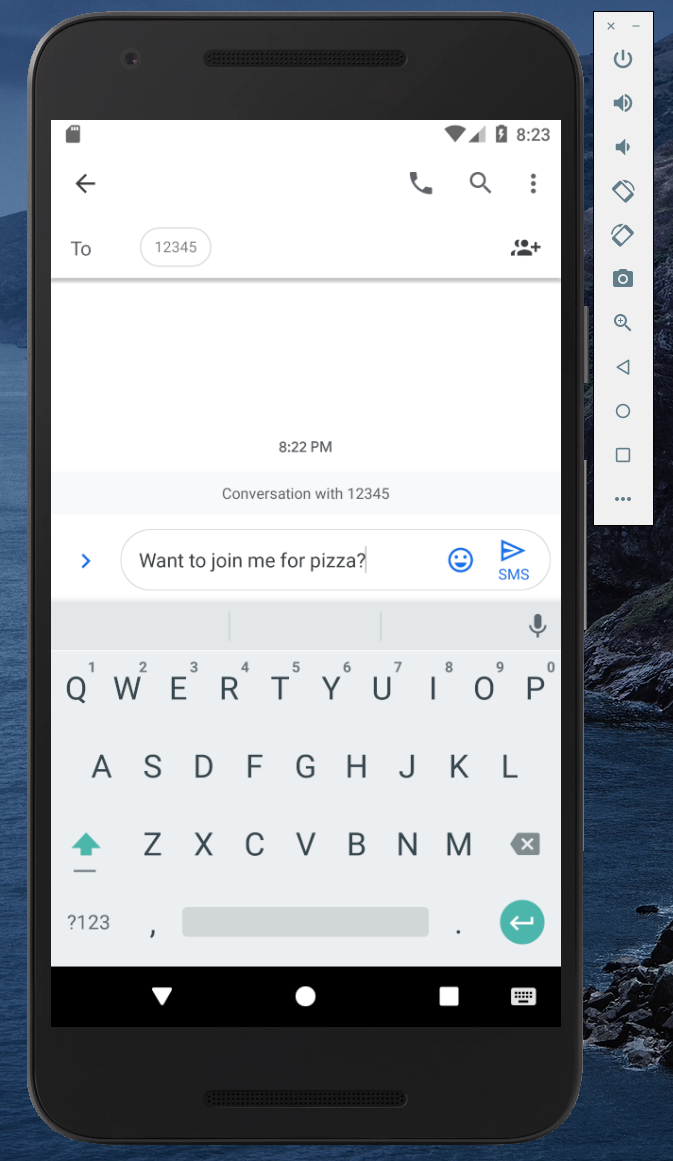 8:23
To 12345
8:22 PM
Conversation with 12345
Want to join me for pizza?
SMS
1 2 3 4 5 6 7 8 9 0
Q W E R T Y U I O P
A S D F G H J K L
Z X C V B N M
?123 , .